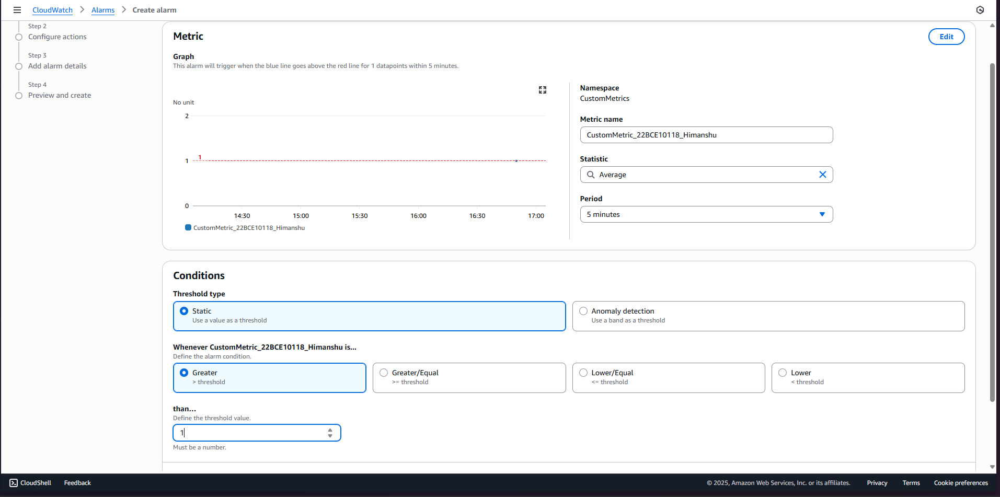 CloudWatch > Alarms > Create alarm
Step 2
Configure actions
Step 3
Add alarm details
Step 4
Preview and create
Metric
Edit
Graph
This alarm will trigger when the blue line goes above the red line for 1 datapoints within 5 minutes.
No unit
2
1
1
0
14:30 15:00 15:30 16:00 16:30 17:00
CustomMetric_22BCE10118_Himanshu
Namespace
CustomMetrics
Metric name
CustomMetric_22BCE10118_Himanshu
Statistic
Average
Period
5 minutes
Conditions
Threshold type
Static
Use a value as a threshold
Anomaly detection
Use a band as a threshold
Whenever CustomMetric_22BCE10118_Himanshu is...
Define the alarm condition.
Greater
> threshold
Greater/Equal
>= threshold
Lower/Equal
<= threshold
Lower
< threshold
than...
Define the threshold value.
1
Must be a number.
CloudShell Feedback © 2025, Amazon Web Services, Inc. or its affiliates. Privacy Terms Cookie preferences